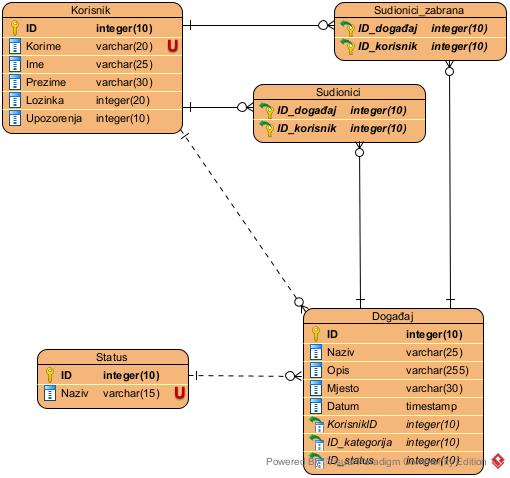 Korisnik
ID integer(10)
Korime varchar(20) U
Ime varchar(25)
Prezime varchar(30)
Lozinka integer(20)
Upozorenja integer(10)
Sudionici_zabrana
ID_događaj integer(10)
ID_korisnik integer(10)
Sudionici
ID_događaj integer(10)
ID_korisnik integer(10)
Status
ID integer(10)
Naziv varchar(15) U
Događaj
ID integer(10)
Naziv varchar(25)
Opis varchar(255)
Mjesto varchar(30)
Datum timestamp
KorisnikID integer(10)
ID_kategorija integer(10)
ID_status integer(10)
Powered By Visual Paradigm Community Edition